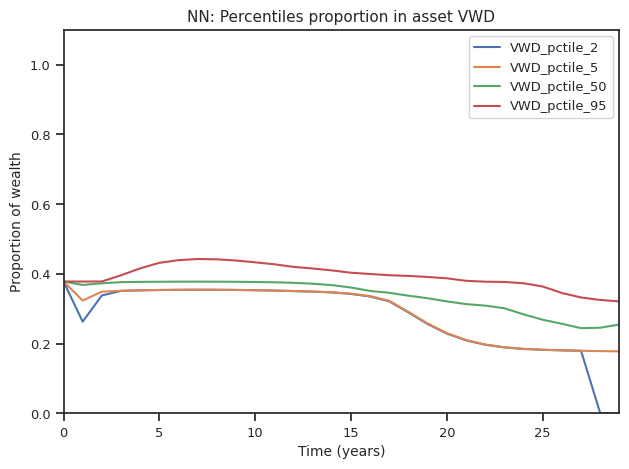 NN: Percentiles proportion in asset VWD
VWD_pctile_2
VWD_pctile_5
VWD_pctile_50
VWD_pctile_95
Proportion of wealth
1.0
0.8
0.6
0.4
0.2
0.0
0 5 10 15 20 25
Time (years)